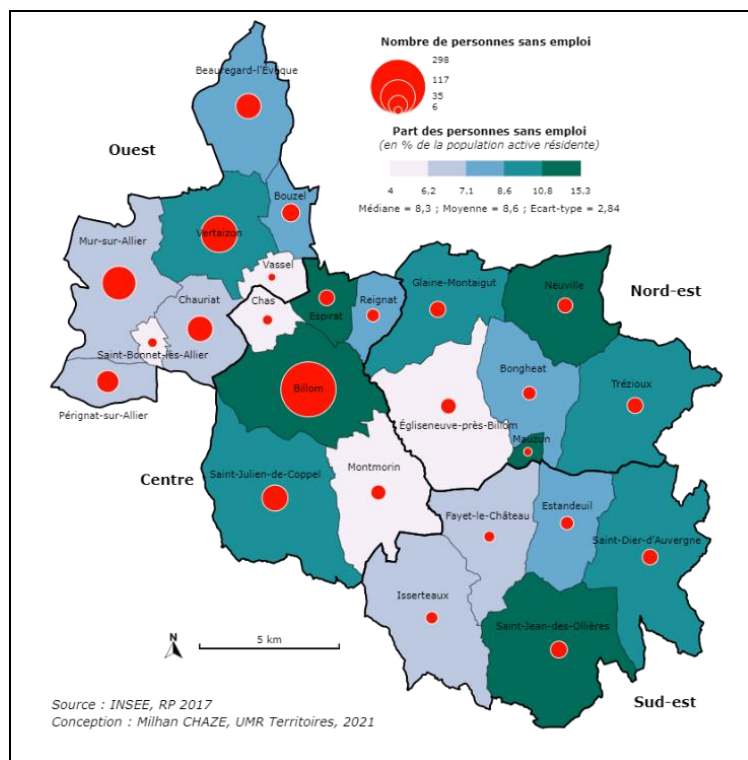 Nombre de personnes sans emploi
298
117
35
6
Part des personnes sans emploi
(en % de la population active résidente)
4 6,2 7,1 8,6 10,8 15,3
Médiane = 8,3 ; Moyenne = 8,6 ; Ecart-type = 2,84
Beauregard-l'Evêque
Ouest
Bouzel
Vertaizon
Mur-sur-Allier
Vassel
Glaine-Montaigut
Neuville
Nord-est
Chauriat
Chas
Espirat
Reignat
Saint-Bonnet-lès-Allier
Bongheat
Trézioux
Billom
Pérignat-sur-Allier
Égliseneuve-près-Billom
Mauzun
Centre
Saint-Julien-de-Coppel
Montmorin
Fayet-le-Château
Estandeuil
Saint-Dier-d'Auvergne
Isserteaux
Saint-Jean-des-Ollières
N
5 km
Sud-est
Source : INSEE, RP 2017
Conception : Milhan CHAZE, UMR Territoires, 2021